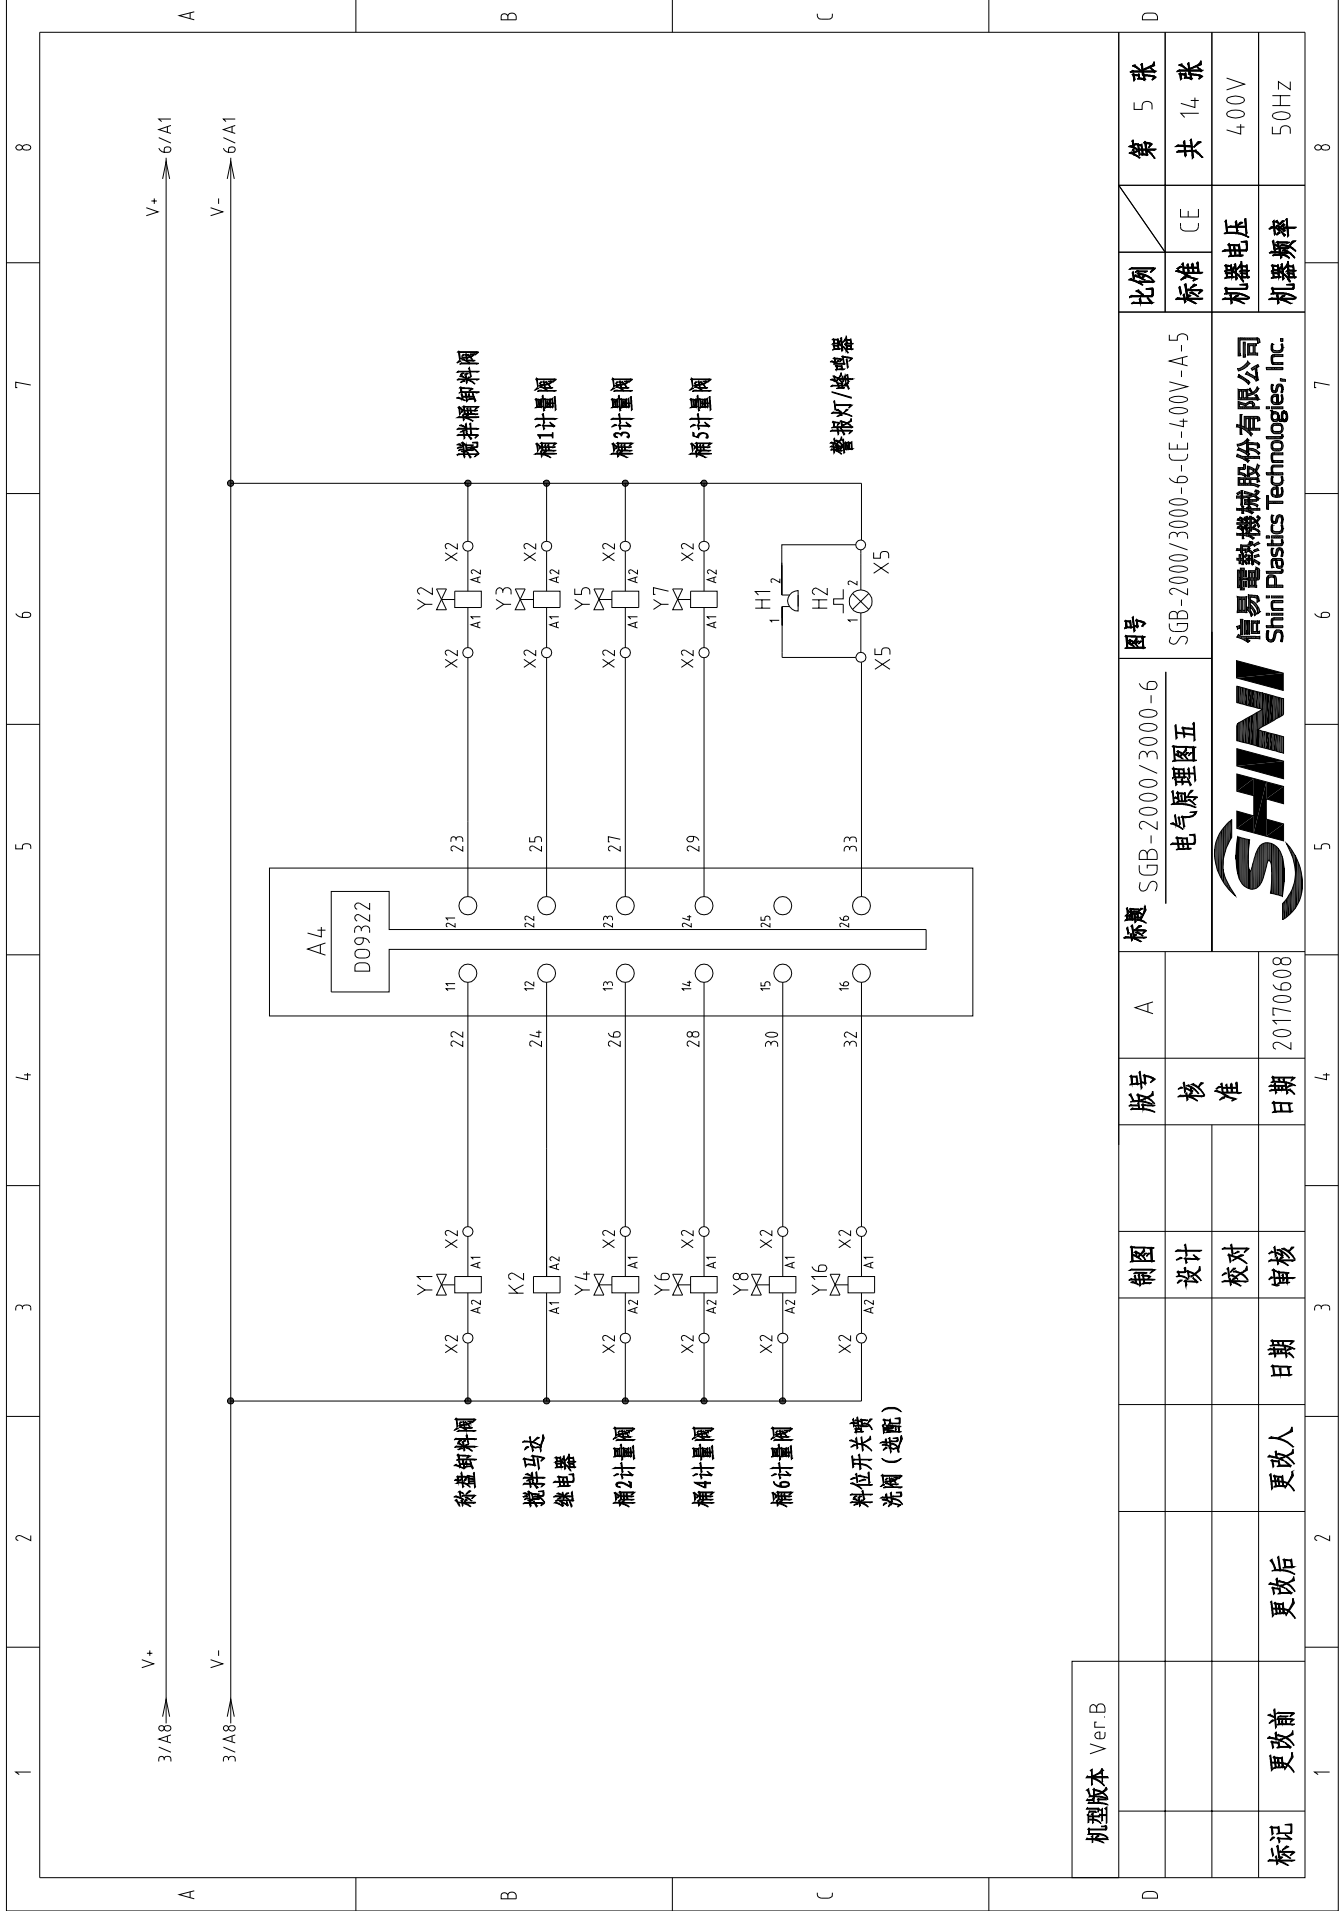 1 2 3 4 5 6 7 8
A
B
C
D
3/A8 V+ V+ 6/A1
3/A8 V- V- 6/A1
A4
DO9322
称盘卸料阀 X2 Y1 A2 A1 X2 22 11 21 23 X2 Y2 A1 A2 X2 搅拌桶卸料阀
搅拌马达
继电器
K2 A1 A2 24 12 22 25 X2 Y3 A1 A2 X2 桶1计量阀
桶2计量阀 X2 Y4 A2 A1 X2 26 13 23 27 X2 Y5 A1 A2 X2 桶3计量阀
桶4计量阀 X2 Y6 A2 A1 X2 28 14 24 29 X2 Y7 A1 A2 X2 桶5计量阀
桶6计量阀 X2 Y8 A2 A1 X2 30 15 25
H1 1 2
料位开关喷
洗阀（选配）
X2 Y16 A2 A1 X2 32 16 26 33 X5 H2 1 2 X5 警报灯/蜂鸣器
机型版本 Ver.B
标记 更改前 更改后 更改人 日期
制图
设计
校对
审核
版号 A
核
准
日期 20170608
标题 SGB-2000/3000-6
电气原理图五
图号
SGB-2000/3000-6-CE-400V-A-5
比例 第 5 张
标准 CE 共 14 张
机器电压 400V
机器频率 50Hz
SHINI
信易電熱機械股份有限公司
Shini Plastics Technologies, Inc.
A
B
C
D
1 2 3 4 5 6 7 8